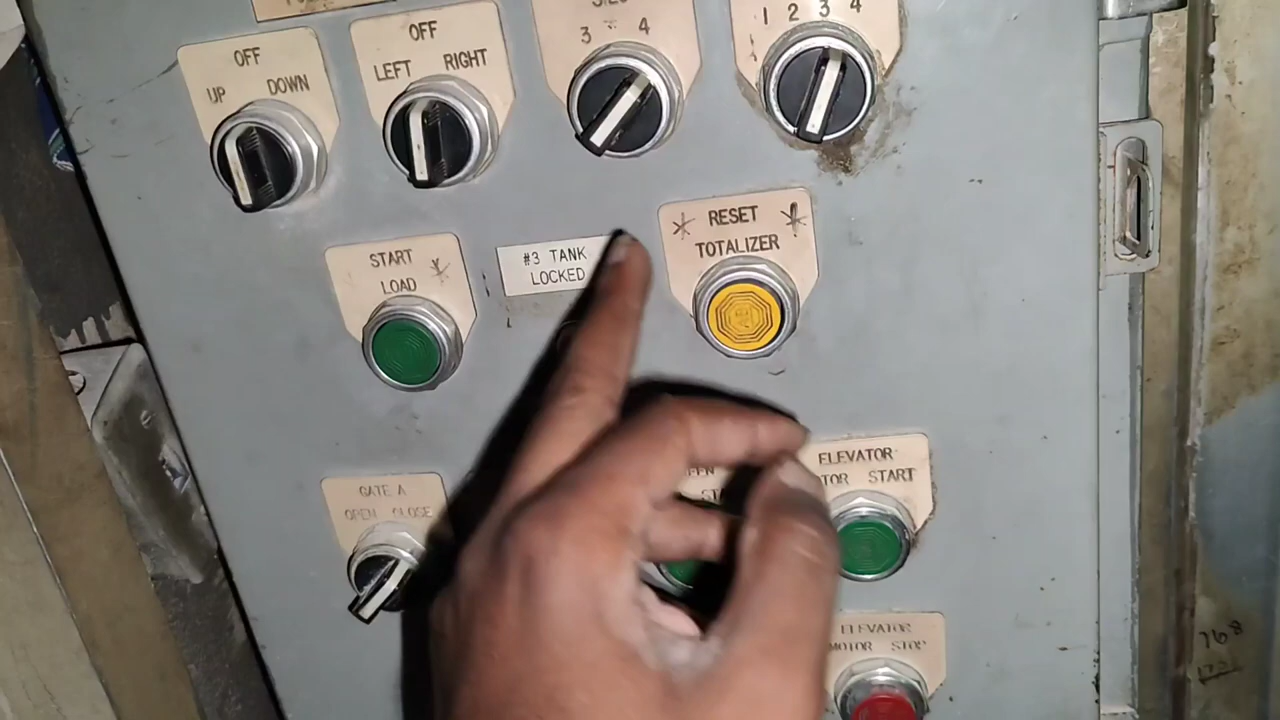 OFF
UP DOWN
OFF
LEFT RIGHT
3 4
1 2 3 4
START
LOAD
#3 TANK
LOCKED
RESET
TOTALIZER
GATE A
OPEN CLOSE
ELEVATOR
START
ELEVATOR
MOTOR STOP
768